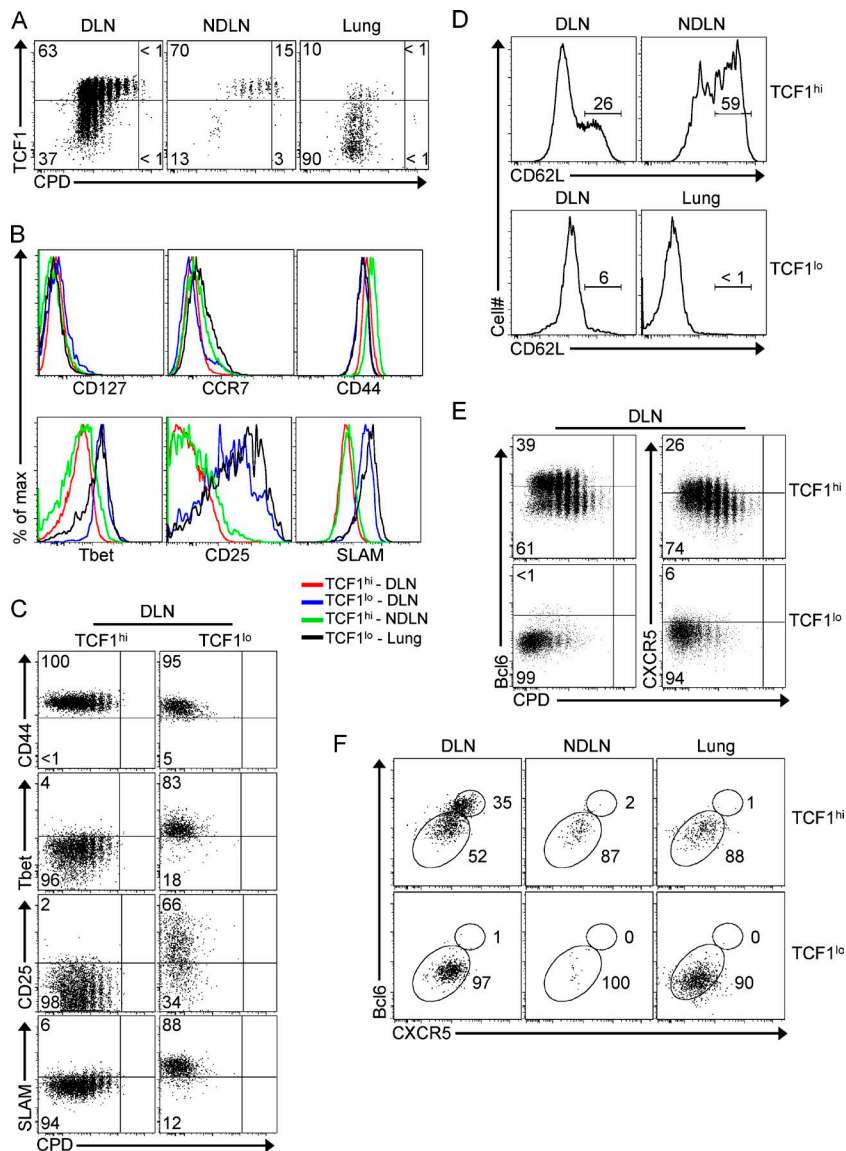 A
DLN NDLN Lung
63 < 1 70 15 10 < 1
37 < 1 13 3 90 < 1
TCF1
CPD
B
CD127 CCR7 CD44
Tbet CD25 SLAM
% of max
TCF1hi - DLN
TCF1lo - DLN
TCF1hi - NDLN
TCF1lo - Lung
C
DLN
TCF1hi TCF1lo
100 95
<1 5
CD44
4 83
96 18
Tbet
2 66
98 34
CD25
6 88
94 12
SLAM
CPD
D
DLN NDLN
26 59
TCF1hi
CD62L
DLN Lung
6 < 1
TCF1lo
Cell#
CD62L
E
DLN
39 26
61 74
TCF1hi
<1 6
99 94
TCF1lo
Bcl6 CXCR5
CPD
F
DLN NDLN Lung
35 2 1
52 87 88
TCF1hi
1 0 0
97 100 90
TCF1lo
Bcl6
CXCR5